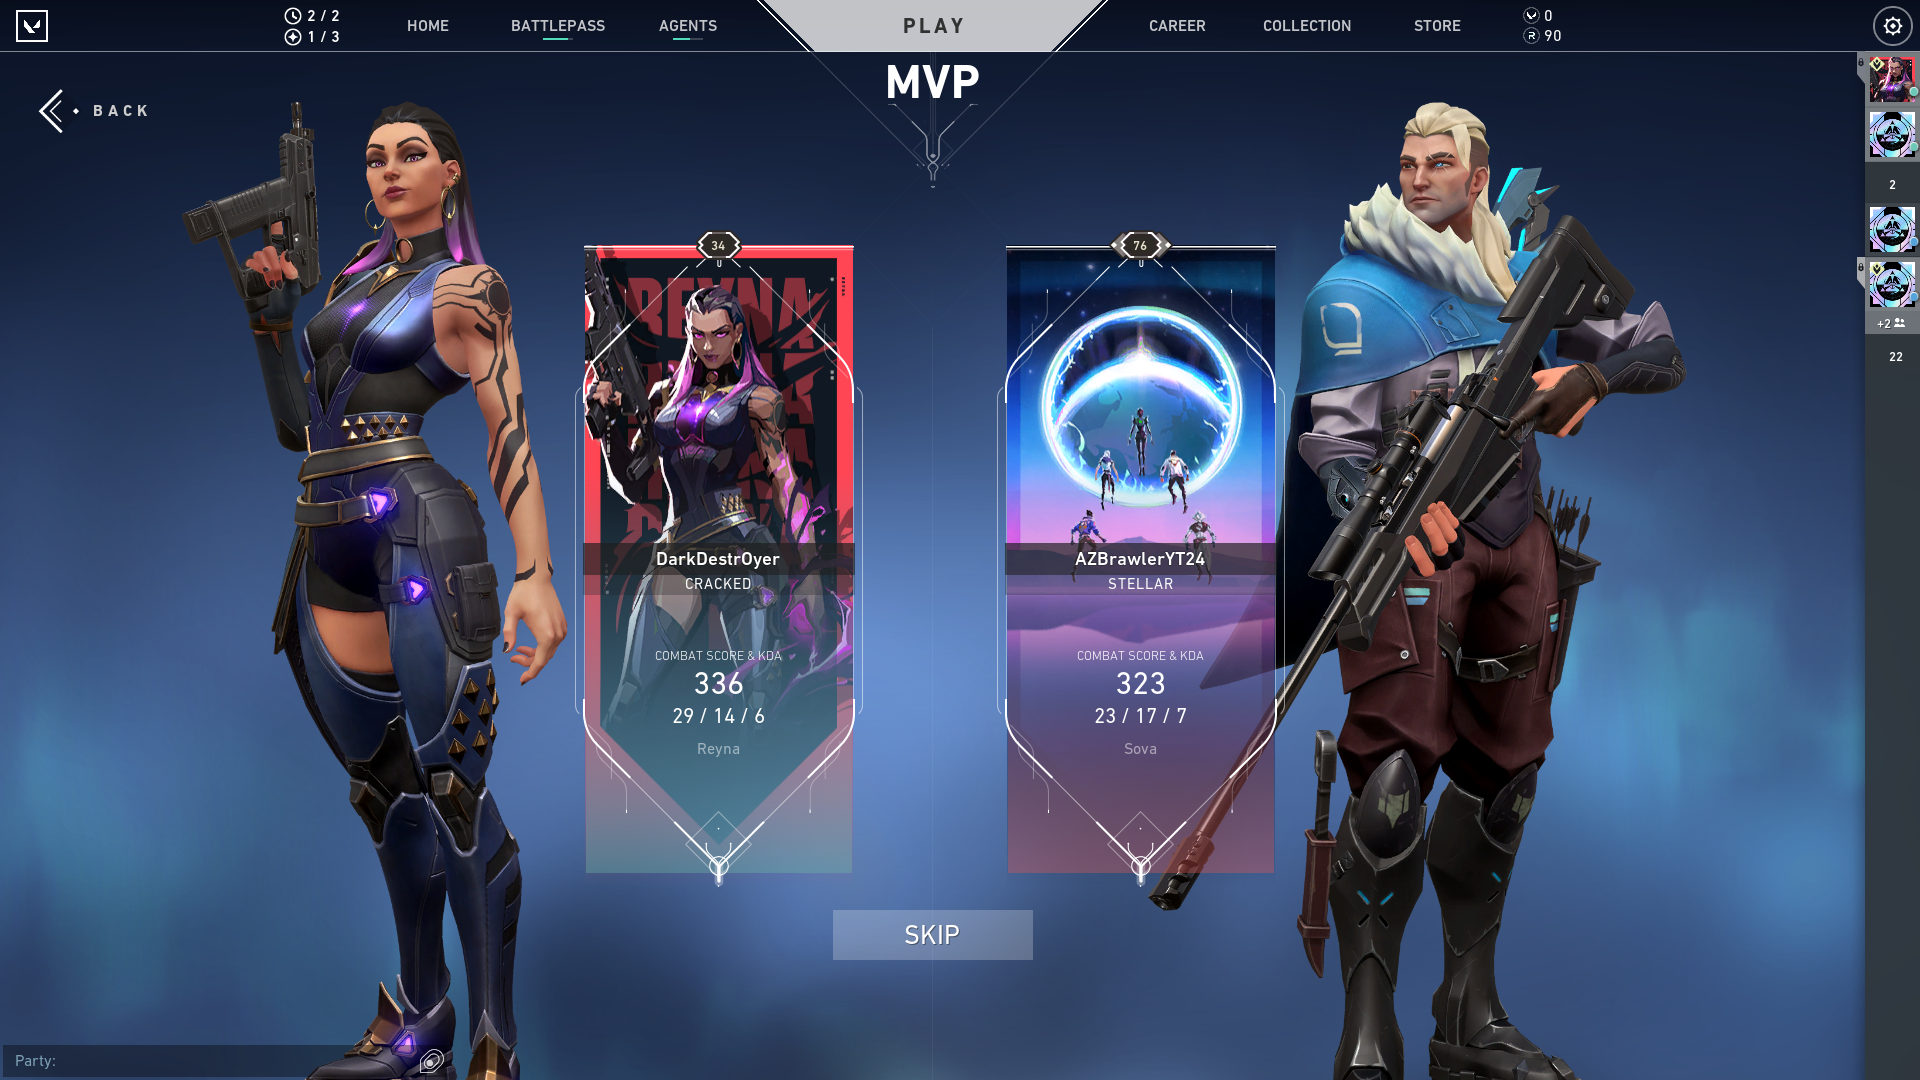 2 / 2
1 / 3
HOME
BATTLEPASS
AGENTS
PLAY
CAREER
COLLECTION
STORE
0
R 90
MVP
BACK
34
REYNA
DarkDestrOyer
CRACKED
COMBAT SCORE & KDA
336
29 / 14 / 6
Reyna
76
AZBrawlerYT24
STELLAR
COMBAT SCORE & KDA
323
23 / 17 / 7
Sova
SKIP
2
+2
22
Party: